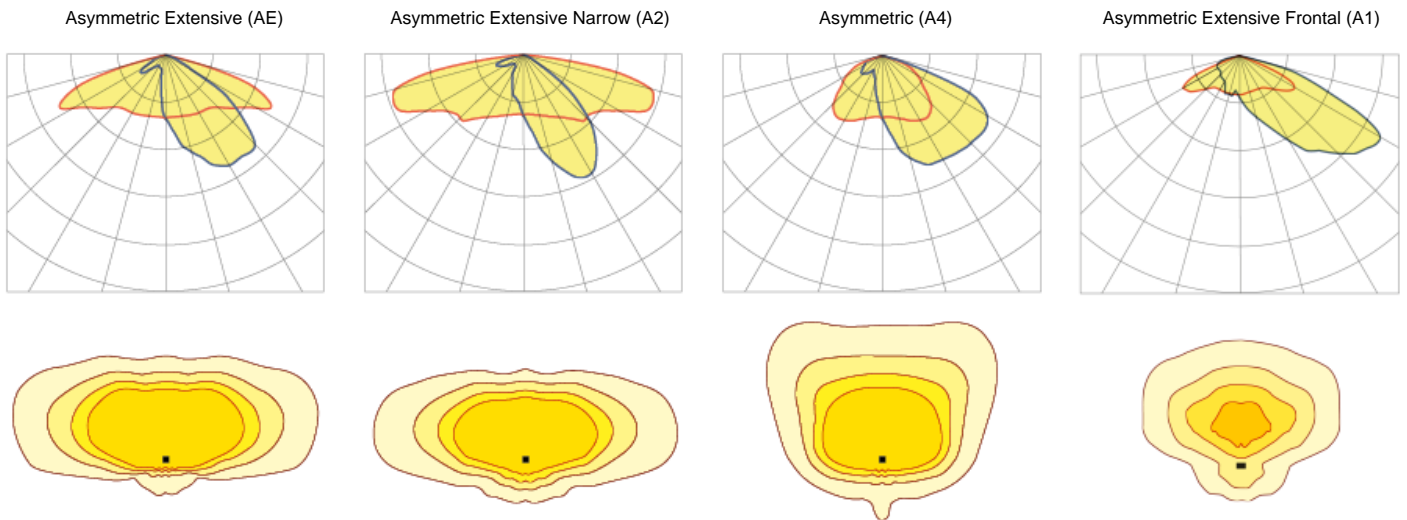 Asymmetric Extensive (AE)
Asymmetric Extensive Narrow (A2)
Asymmetric (A4)
Asymmetric Extensive Frontal (A1)